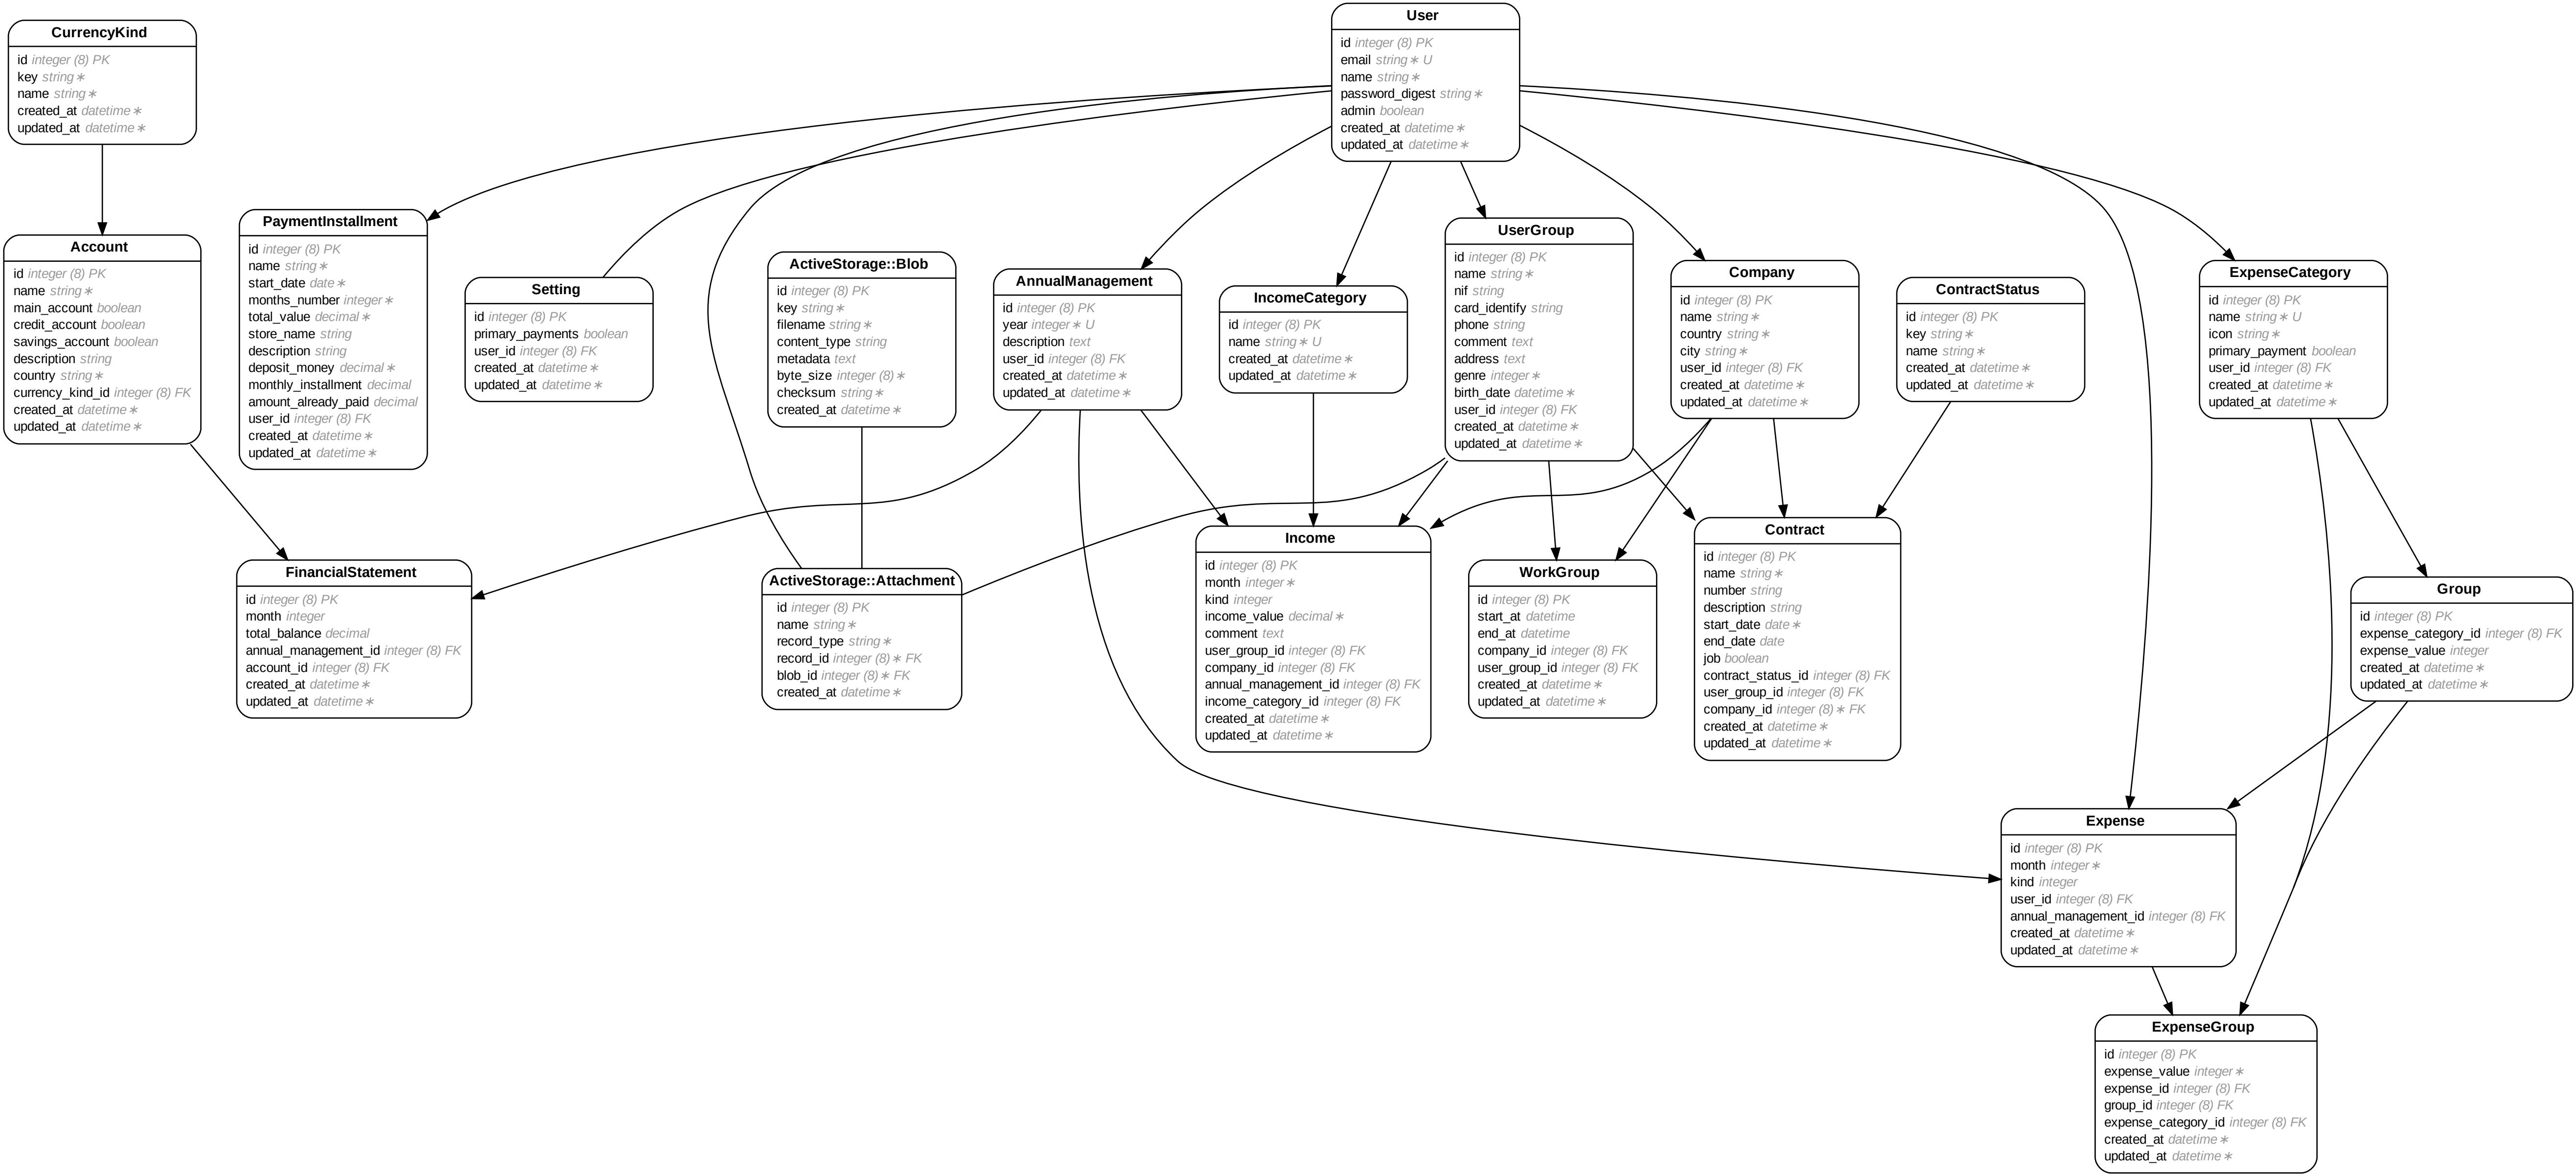 CurrencyKind
id integer (8) PK
key string∗
name string∗
created_at datetime∗
updated_at datetime∗
User
id integer (8) PK
email string∗ U
name string∗
password_digest string∗
admin boolean
created_at datetime∗
updated_at datetime∗
Account
id integer (8) PK
name string∗
main_account boolean
credit_account boolean
savings_account boolean
description string
country string∗
currency_kind_id integer (8) FK
created_at datetime∗
updated_at datetime∗
PaymentInstallment
id integer (8) PK
name string∗
start_date date∗
months_number integer∗
total_value decimal∗
store_name string
description string
deposit_money decimal∗
monthly_installment decimal
amount_already_paid decimal
user_id integer (8) FK
created_at datetime∗
updated_at datetime∗
Setting
id integer (8) PK
primary_payments boolean
user_id integer (8) FK
created_at datetime∗
updated_at datetime∗
ActiveStorage::Blob
id integer (8) PK
key string∗
filename string∗
content_type string
metadata text
byte_size integer (8)∗
checksum string∗
created_at datetime∗
AnnualManagement
id integer (8) PK
year integer∗ U
description text
user_id integer (8) FK
created_at datetime∗
updated_at datetime∗
IncomeCategory
id integer (8) PK
name string∗ U
created_at datetime∗
updated_at datetime∗
UserGroup
id integer (8) PK
name string∗
nif string
card_identify string
phone string
comment text
address text
genre integer∗
birth_date datetime∗
user_id integer (8) FK
created_at datetime∗
updated_at datetime∗
Company
id integer (8) PK
name string∗
country string∗
city string∗
user_id integer (8) FK
created_at datetime∗
updated_at datetime∗
ContractStatus
id integer (8) PK
key string∗
name string∗
created_at datetime∗
updated_at datetime∗
ExpenseCategory
id integer (8) PK
name string∗ U
icon string∗
primary_payment boolean
user_id integer (8) FK
created_at datetime∗
updated_at datetime∗
FinancialStatement
id integer (8) PK
month integer
total_balance decimal
annual_management_id integer (8) FK
account_id integer (8) FK
created_at datetime∗
updated_at datetime∗
ActiveStorage::Attachment
id integer (8) PK
name string∗
record_type string∗
record_id integer (8)∗ FK
blob_id integer (8)∗ FK
created_at datetime∗
Income
id integer (8) PK
month integer∗
kind integer
income_value decimal∗
comment text
user_group_id integer (8) FK
company_id integer (8) FK
annual_management_id integer (8) FK
income_category_id integer (8) FK
created_at datetime∗
updated_at datetime∗
WorkGroup
id integer (8) PK
start_at datetime
end_at datetime
company_id integer (8) FK
user_group_id integer (8) FK
created_at datetime∗
updated_at datetime∗
Contract
id integer (8) PK
name string∗
number string
description string
start_date date∗
end_date date
job boolean
contract_status_id integer (8) FK
user_group_id integer (8) FK
company_id integer (8)∗ FK
created_at datetime∗
updated_at datetime∗
Group
id integer (8) PK
expense_category_id integer (8) FK
expense_value integer
created_at datetime∗
updated_at datetime∗
Expense
id integer (8) PK
month integer∗
kind integer
user_id integer (8) FK
annual_management_id integer (8) FK
created_at datetime∗
updated_at datetime∗
ExpenseGroup
id integer (8) PK
expense_value integer∗
expense_id integer (8) FK
group_id integer (8) FK
expense_category_id integer (8) FK
created_at datetime∗
updated_at datetime∗